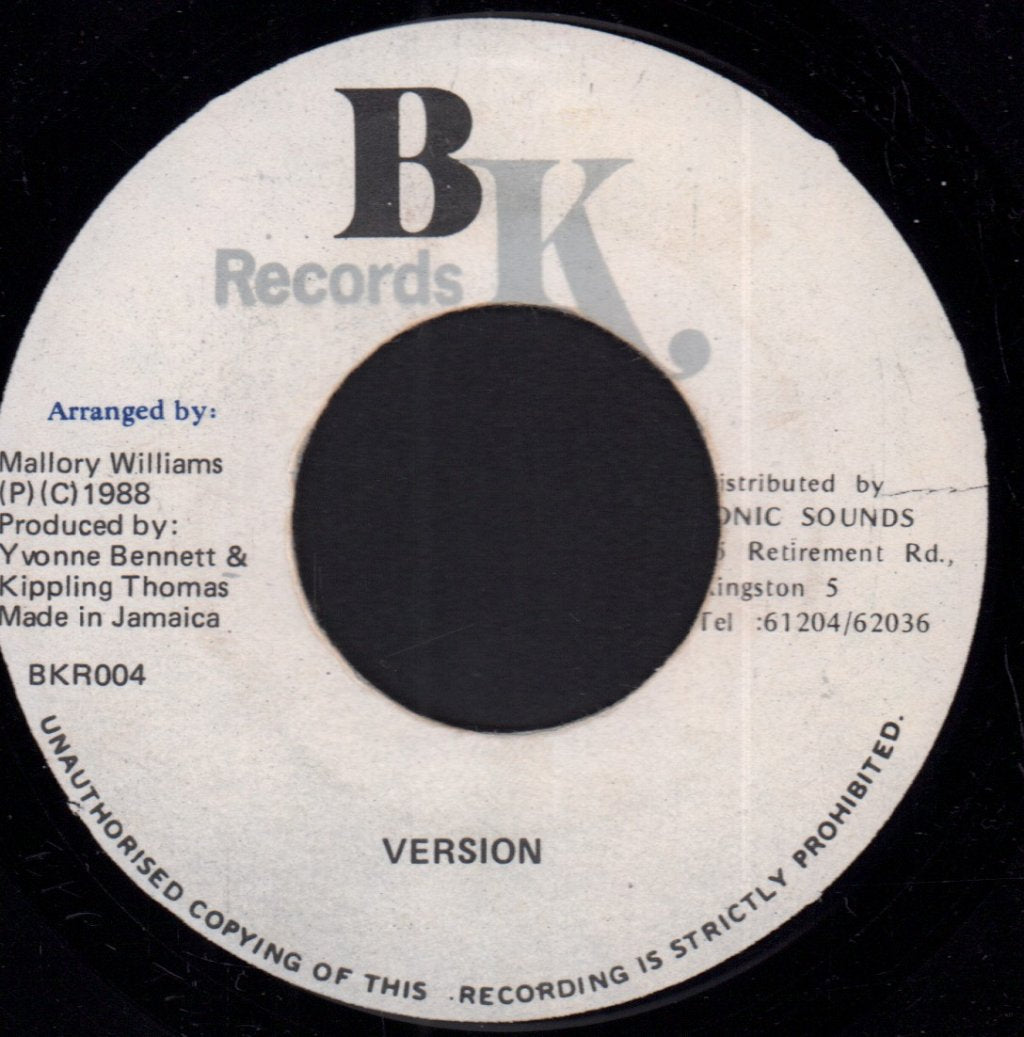 BK
Records
Arranged by:
Mallory Williams
(P) (C) 1988
Produced by:
Yvonne Bennett &
Kippling Thomas
Made in Jamaica
BKR004
istributed by
ONIC SOUNDS
Retirement Rd.,
ingston 5
Tel :61204/62036
VERSION
UNAUTHORISED COPYING OF THIS .RECORDING IS STRICTLY PROHIBITED.